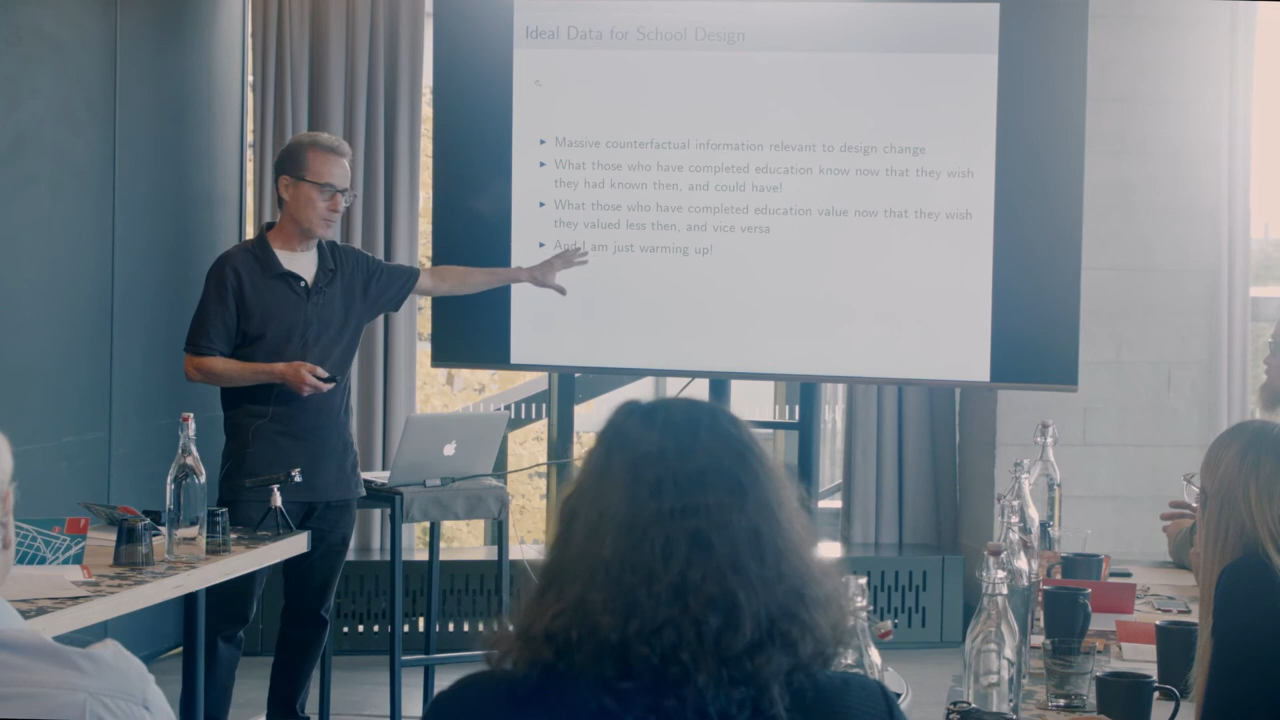 Ideal Data for School Design
Massive counterfactual information relevant to design change
What those who have completed education know now that they wish
they had known then, and could have!
What those who have completed education value now that they wish
they valued less then, and vice versa
And I am just warming up!